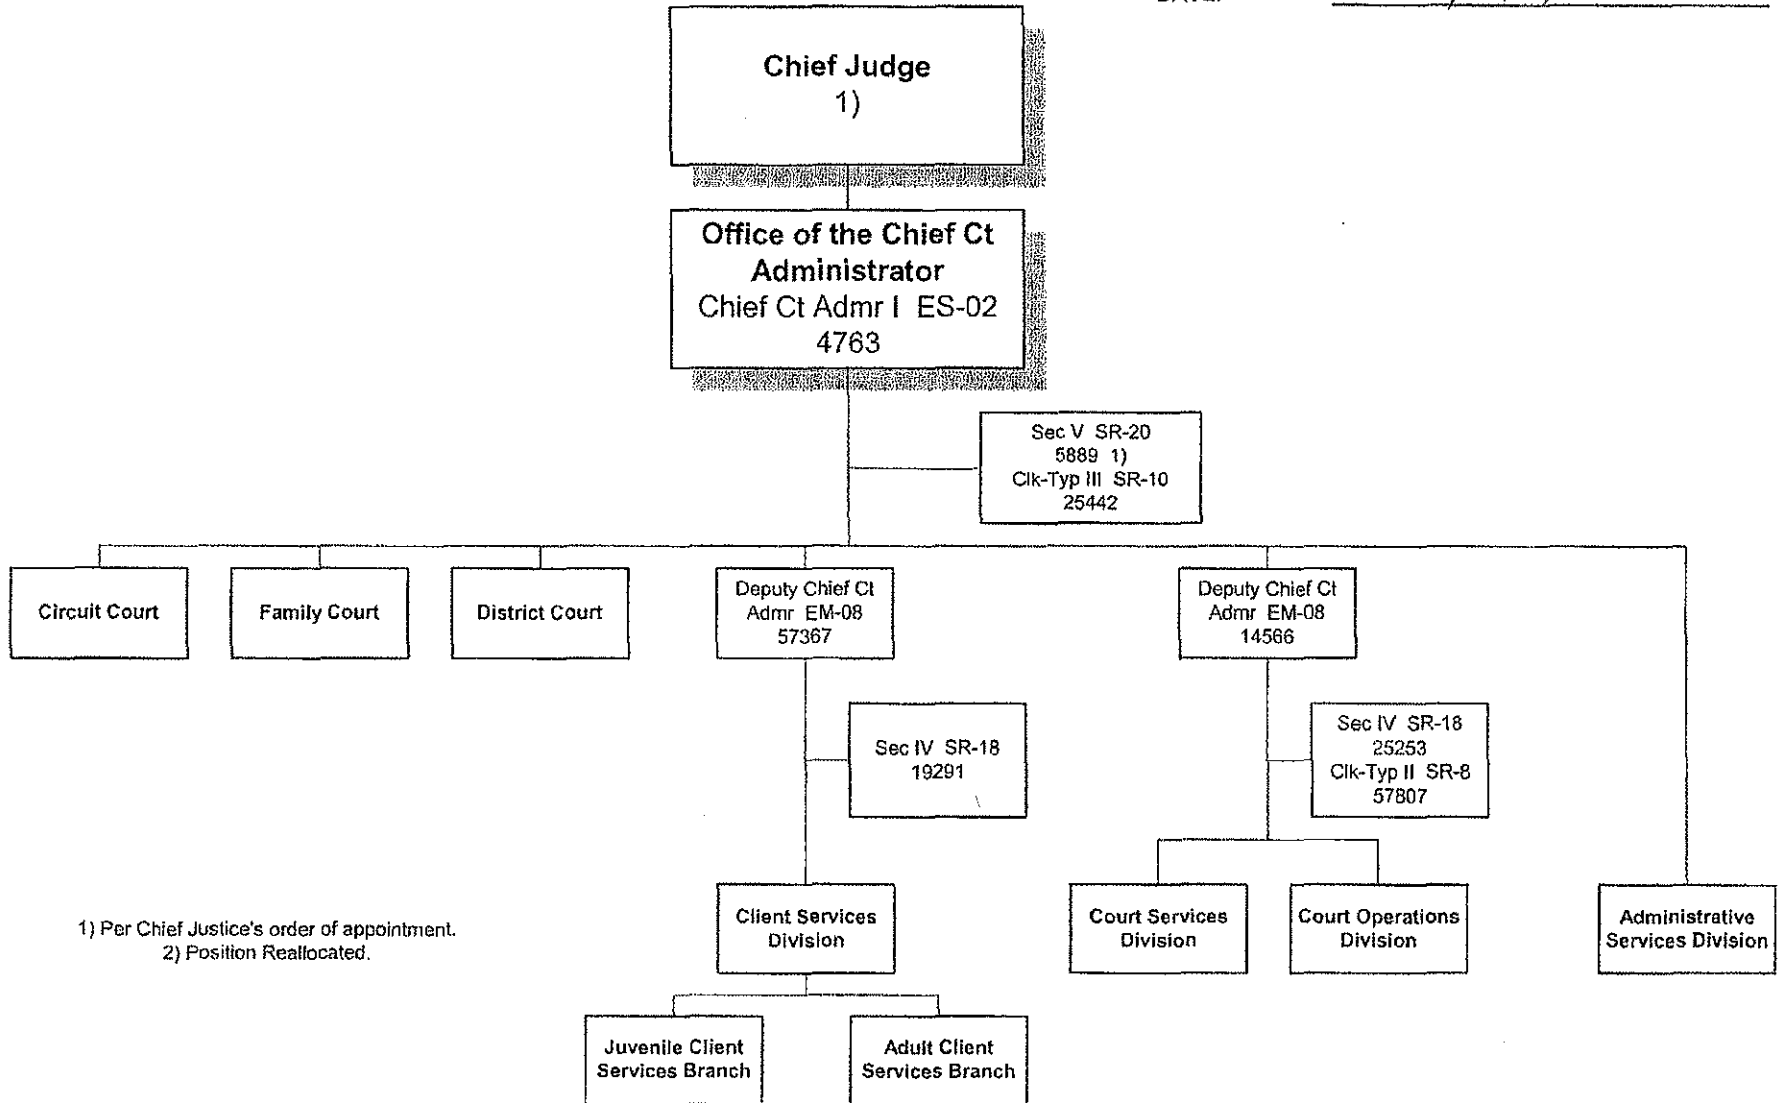 Chief Judge
1)
Office of the Chief Ct
Administrator
Chief Ct Admr I ES-02
4763
Sec V SR-20
5889 1)
Clk-Typ III SR-10
25442
Circuit Court
Family Court
District Court
Deputy Chief Ct
Admr EM-08
57367
Deputy Chief Ct
Admr EM-08
14566
Sec IV SR-18
19291
Sec IV SR-18
25253
Clk-Typ II SR-8
57807
Client Services
Division
Court Services
Division
Court Operations
Division
Administrative
Services Division
1) Per Chief Justice's order of appointment.
2) Position Reallocated.
Juvenile Client
Services Branch
Adult Client
Services Branch